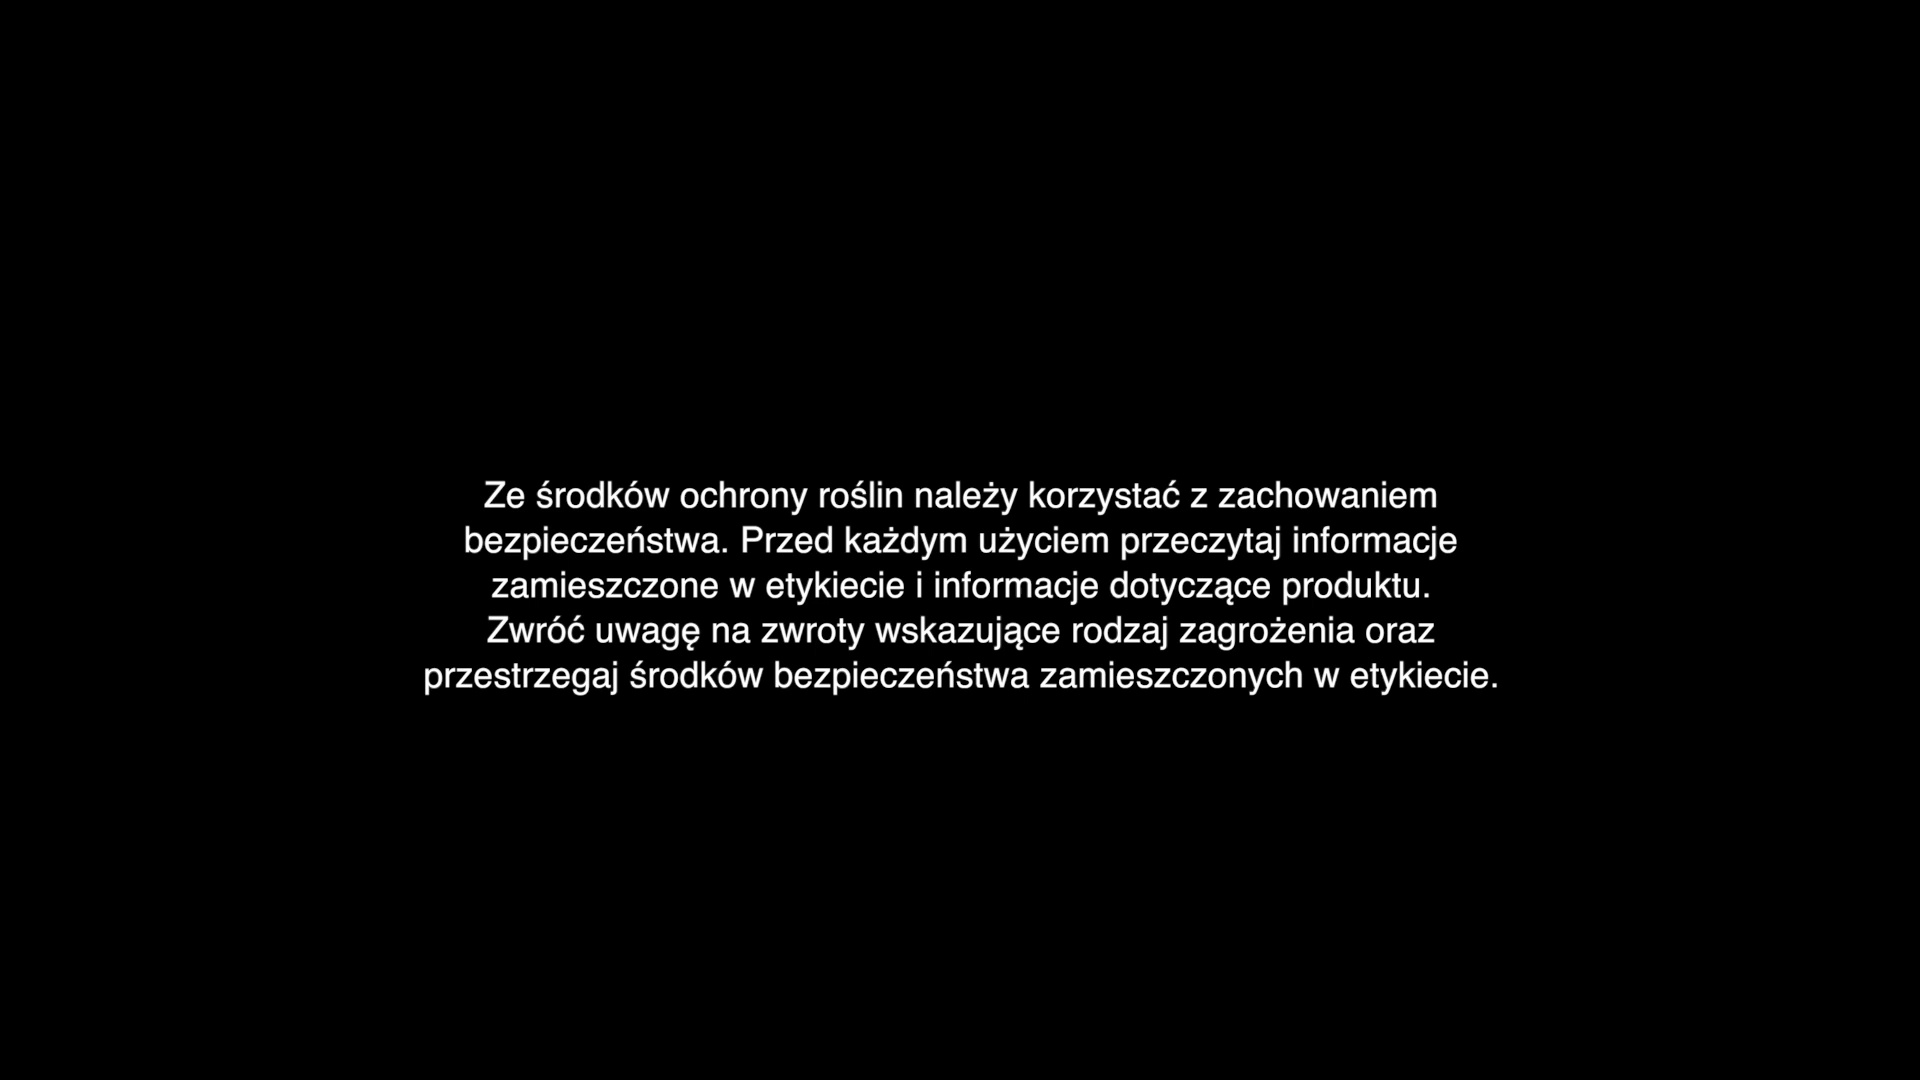 Ze środków ochrony roślin należy korzystać z zachowaniem
bezpieczeństwa. Przed każdym użyciem przeczytaj informacje
zamieszczone w etykiecie i informacje dotyczące produktu.
Zwróć uwagę na zwroty wskazujące rodzaj zagrożenia oraz
przestrzegaj środków bezpieczeństwa zamieszczonych w etykiecie.